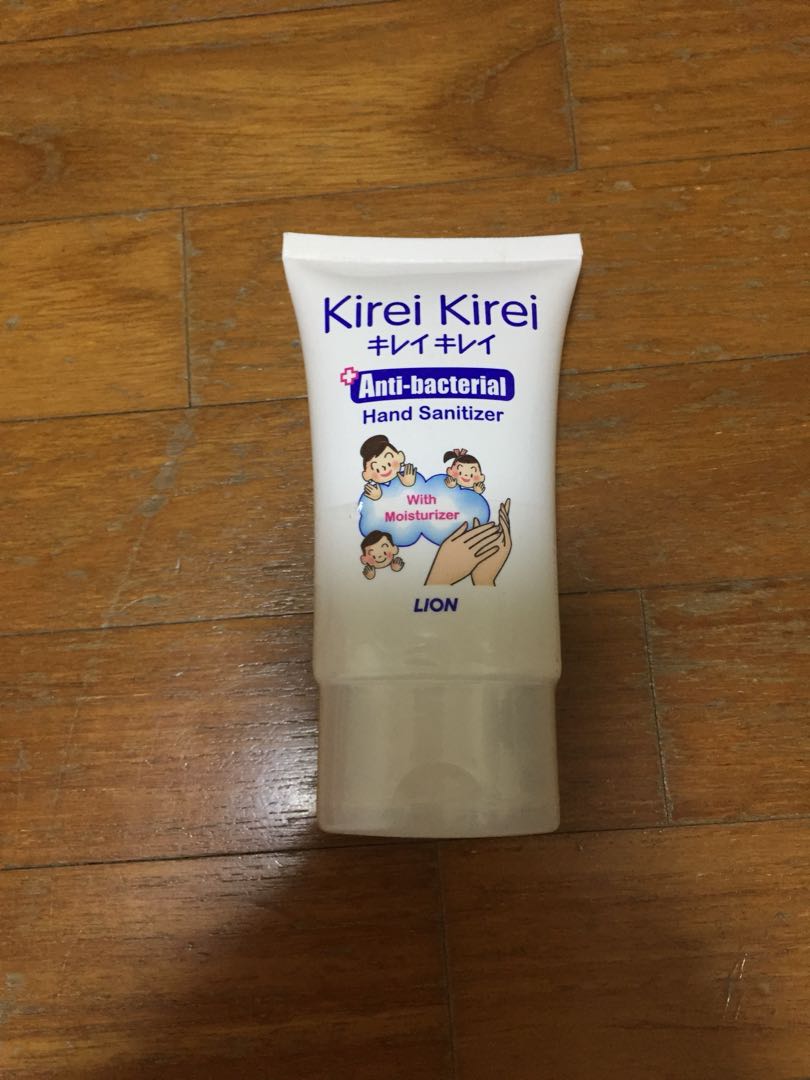 Kirei Kirei
キレイキレイ
Anti-bacterial
Hand Sanitizer
With
Moisturizer
LION